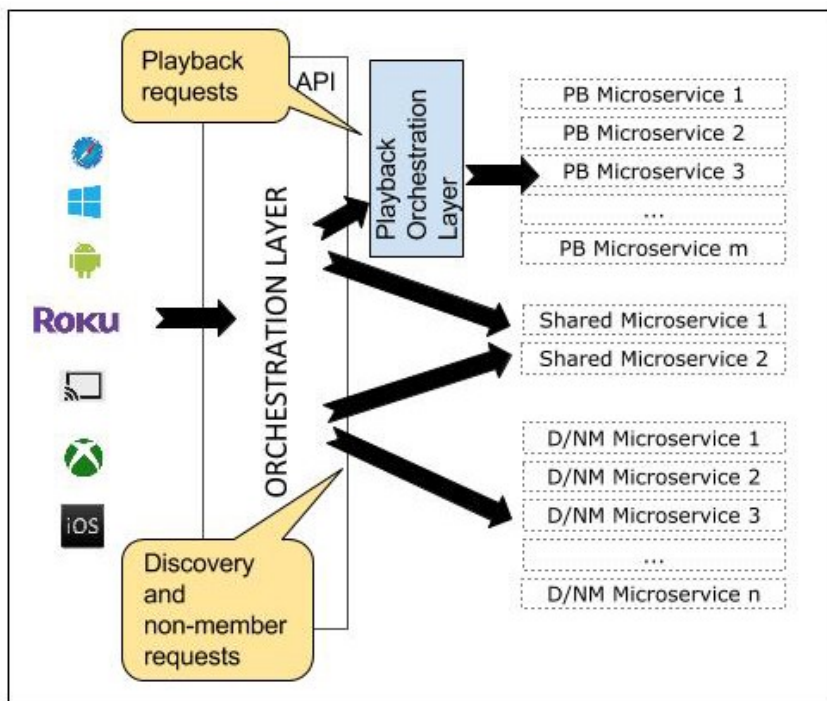 Playback
requests
API
Playback
Orchestration
Layer
ORCHESTRATION LAYER
ROKU
iOS
PB Microservice 1
PB Microservice 2
PB Microservice 3
...
PB Microservice m
Shared Microservice 1
Shared Microservice 2
D/NM Microservice 1
D/NM Microservice 2
D/NM Microservice 3
...
D/NM Microservice n
Discovery
and
non-member
requests